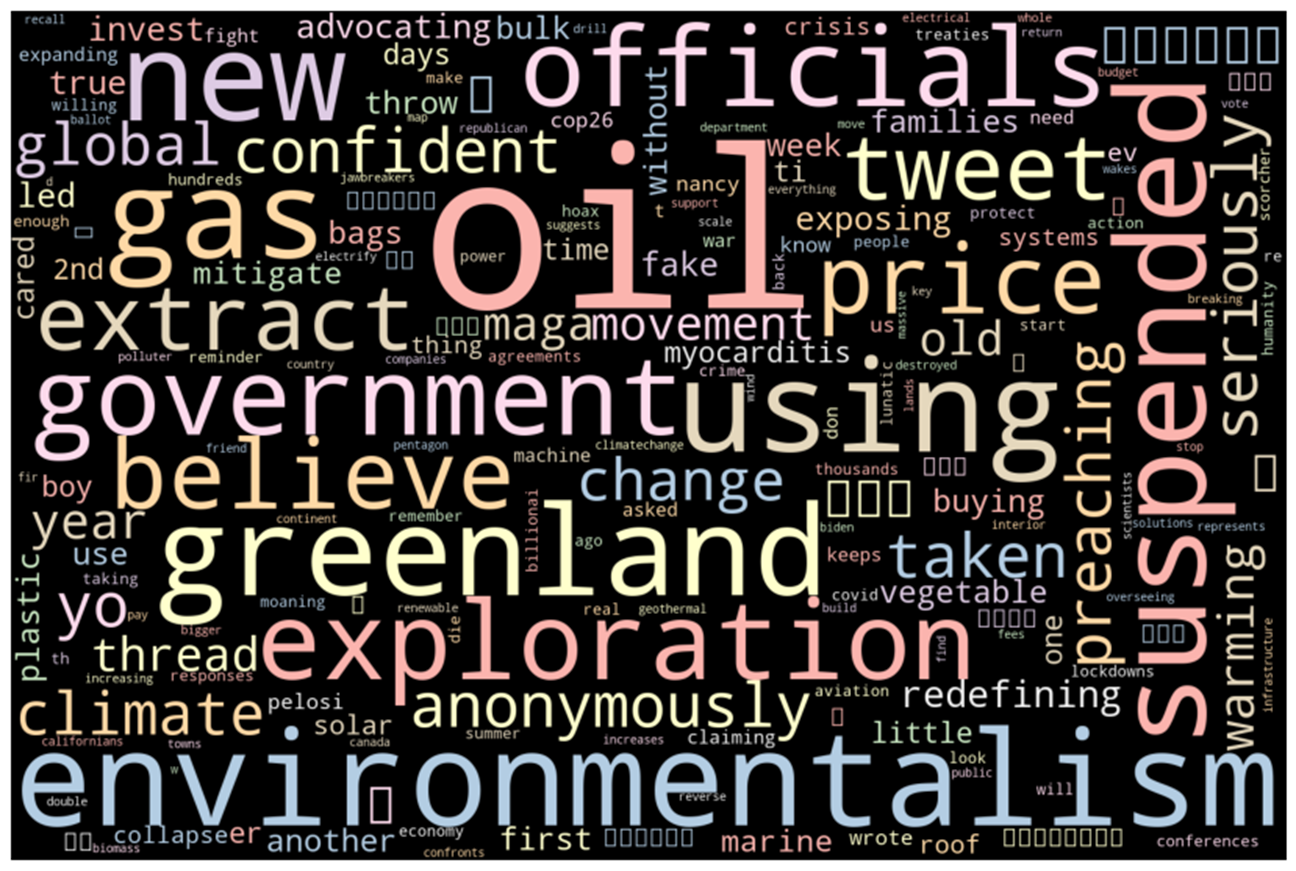 recall
invest
fight
advocating
bulk
drill
crisis
electrical
whole
treaties
return
expanding
true
new
days
make
officials
budget
willing
ballot
throw
map
republican
cop26
without
department
move
families
need
vote
global
confident
oil
week
tweet
ev
wakes
suspended
seriously
scorcher
d
led
hundreds
jawbreakers
nancy
ti
everything
enough
gas
bags
hoax
suggests
t
support
scale
exposing
protect
action
cared
2nd
electrify
mitigate
power
time
fake
war
back
know
people
systems
re
price
breaking
extract
thing
maga
movement
us
massive
key
old
start
humanity
polluter
reminder
country
companies
agreements
myocarditis
crime
wind
lunatic
destroyed
lands
government
using
don
preaching
stop
friend
pentagon
climatechange
believe
machine
change
thousands
fir
boy
billionai
asked
buying
interior
scientists
solutions
represents
year
continent
remember
ago
biden
use
greenland
keeps
taken
warming
plastic
taking
yo
pay
moaning
renewable
real
geothermal
covid
build
vegetable
overseeing
bigger
die
exploration
find
fees
one
th
thread
increasing
responses
lockdowns
infrastructure
climate
pelosi
solar
anonymously
aviation
redefining
californians
towns
canada
summer
increases
claiming
little
w
environmentalism
look
public
double
reverse
will
biomass
collapse
er
another
economy
confronts
first
marine
wrote
roof
conferences